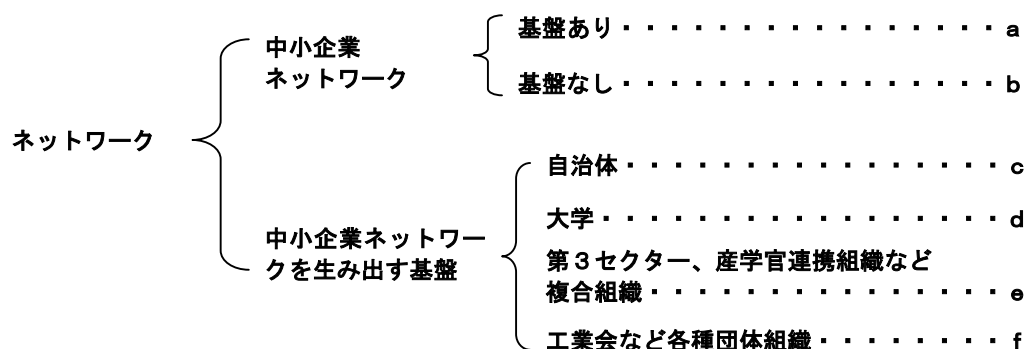 ネットワーク
中小企業
ネットワーク
基盤あり・・・・・・・・・・・・・・・・a
基盤なし・・・・・・・・・・・・・・・・b
中小企業ネットワー
クを生み出す基盤
自治体・・・・・・・・・・・・・・・・c
大学・・・・・・・・・・・・・・・・・d
第３セクター、産学官連携組織など
複合組織・・・・・・・・・・・・・・・e
工業会など各種団体組織・・・・・・・・f